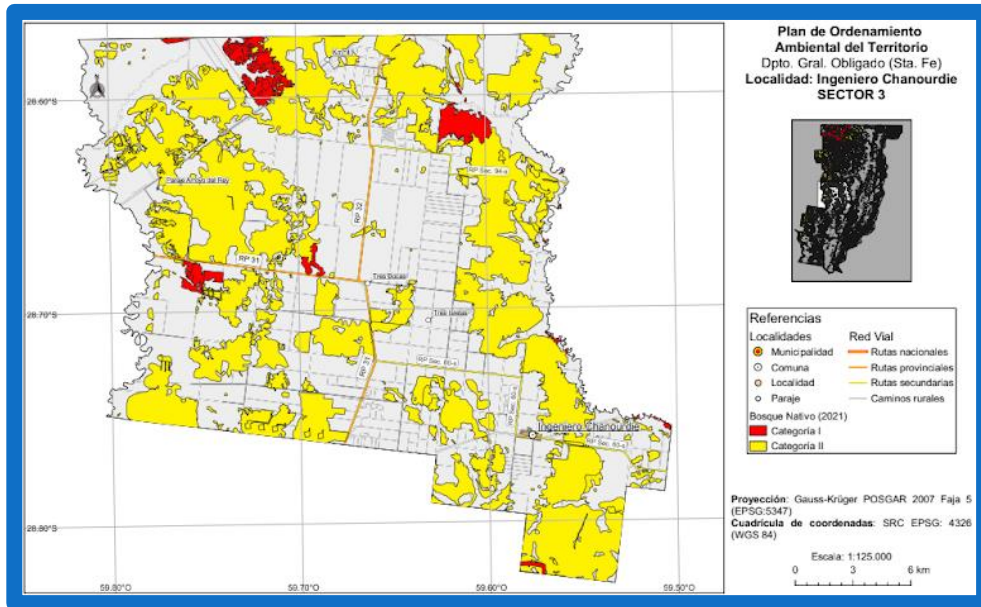 Plan de Ordenamiento
Ambiental del Territorio
Dpto. Gral. Obligado (Sta. Fe)
Localidad: Ingeniero Chanourdie
SECTOR 3
28.60°S
28.70°S
28.80°S
59.80°O
59.70°O
59.60°O
59.50°O
Paraje Arroyo del Rey
RP 32
RP Sec. 94-s
RP 31
Tres Bocas
RP 31
RP Sec. 80-s
Ingeniero Chanourdie
Referencias
Localidades
Municipalidad
Comuna
Localidad
Paraje
Red Vial
Rutas nacionales
Rutas provinciales
Rutas secundarias
Caminos rurales
Bosque Nativo (2021)
Categoría I
Categoría II
Proyección: Gauss-Krüger POSGAR 2007 Faja 5
(EPSG:5347)
Cuadrícula de coordenadas: SRC EPSG: 4326
(WGS 84)
Escala: 1:125.000
0 3 6 km